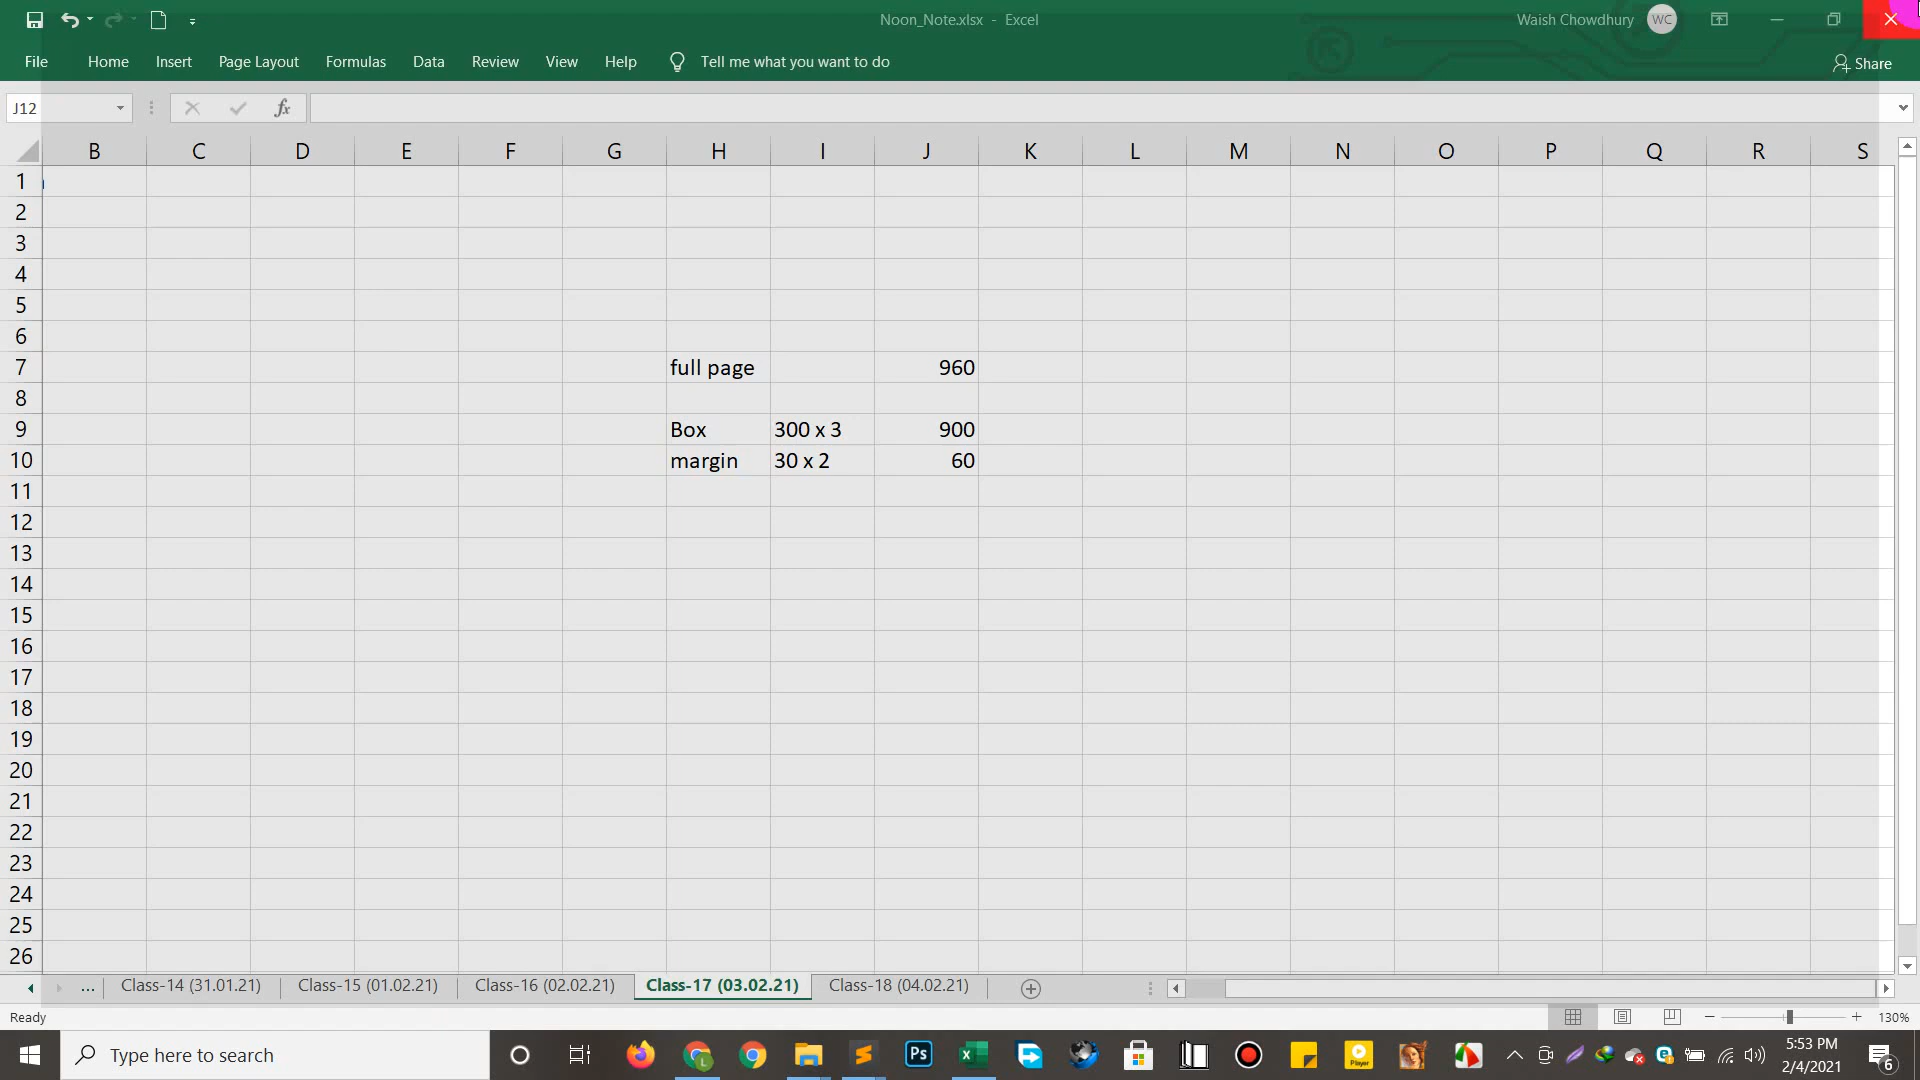 Noon_Note.xlsx - Excel
Waish Chowdhury WC
File Home Insert Page Layout Formulas Data Review View Help Tell me what you want to do Share
J12 fx
B C D E F G H I J K L M N O P Q R S
1
2
3
4
5
6
7 full page 960
8
9 Box 300 x 3 900
10 margin 30 x 2 60
11
12
13
14
15
16
17
18
19
20
21
22
23
24
25
26
... Class-14 (31.01.21) Class-15 (01.02.21) Class-16 (02.02.21) Class-17 (03.02.21) Class-18 (04.02.21)
Ready 130%
Type here to search Ps Player 5:53 PM
2/4/2021 6